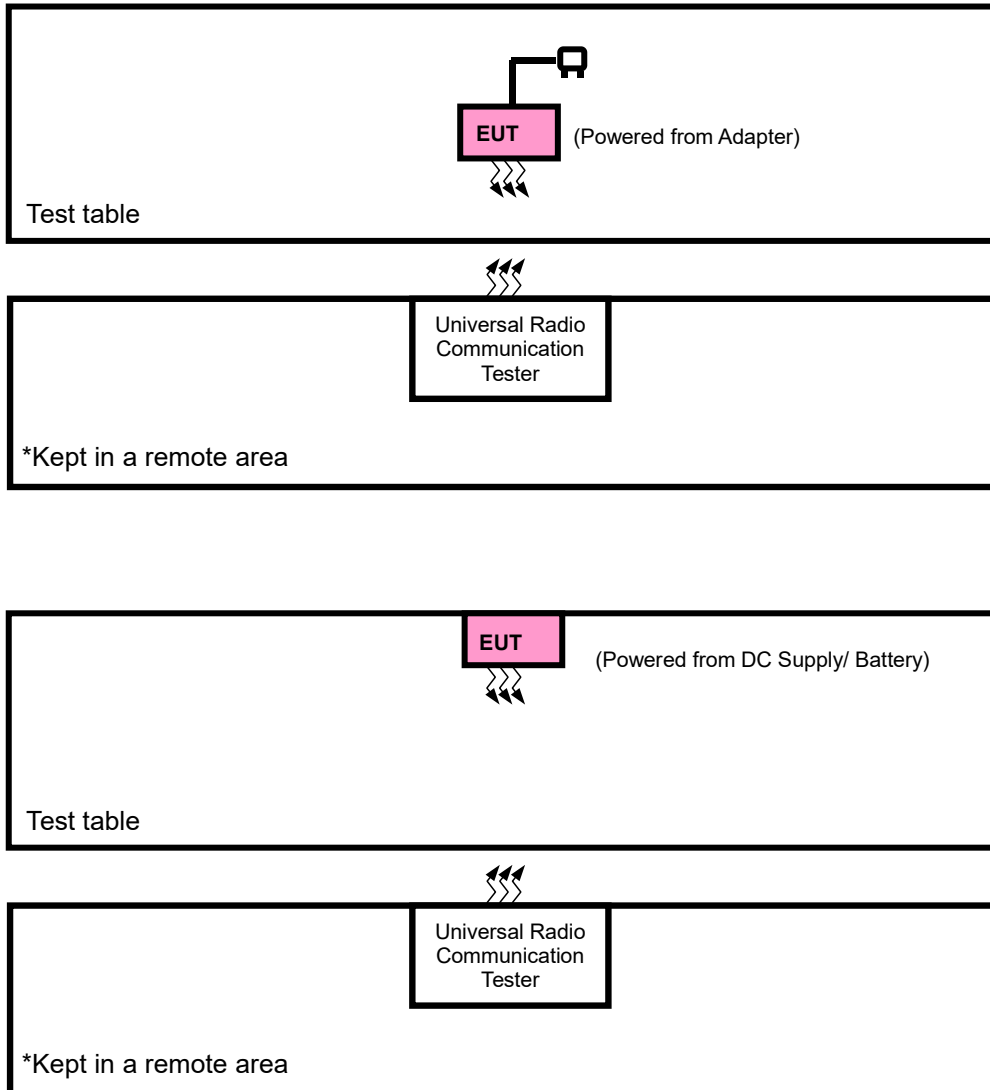 EUT
(Powered from Adapter)
Test table
Universal Radio
Communication
Tester
*Kept in a remote area
EUT
(Powered from DC Supply/ Battery)
Test table
Universal Radio
Communication
Tester
*Kept in a remote area